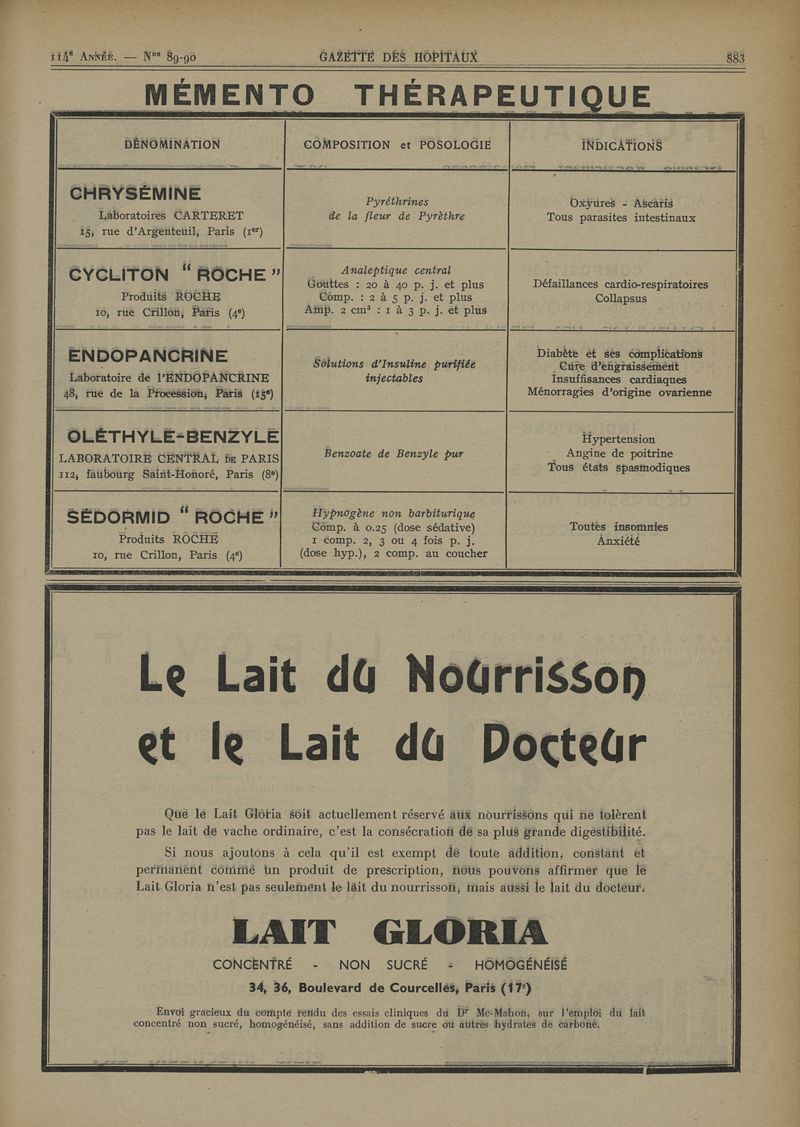 114e ANNÉE. — Nos 89-90 GAZETTE DES HOPITAUX 883
MÉMENTO THÉRAPEUTIQUE
DÉNOMINATION COMPOSITION et POSOLOGIE INDICATIONS
CHRYSÉMINE
Laboratoires CARTERET
15, rue d'Argenteuil, Paris (1er)
Pyréthrines
de la fleur de Pyrèthre
Oxyures - Ascaris
Tous parasites intestinaux
CYCLITON " ROCHE "
Produits ROCHE
10, rue Crillon, Paris (4e)
Analeptique central
Gouttes : 20 à 40 p. j. et plus
Comp. : 2 à 5 p. j. et plus
Amp. 2 cm³ : 1 à 3 p. j. et plus
Défaillances cardio-respiratoires
Collapsus
ENDOPANCRINE
Laboratoire de l'ENDOPANCRINE
48, rue de la Procession, Paris (15e)
Solutions d'Insuline purifiée
injectables
Diabète et ses complications
Cure d'engraissement
Insuffisances cardiaques
Ménorragies d'origine ovarienne
OLÉTHYLE-BENZYLE
LABORATOIRE CENTRAL DE PARIS
112, faubourg Saint-Honoré, Paris (8e)
Benzoate de Benzyle pur
Hypertension
Angine de poitrine
Tous états spasmodiques
SÉDORMID " ROCHE "
Produits ROCHE
10, rue Crillon, Paris (4e)
Hypnogène non barbiturique
Comp. à 0.25 (dose sédative)
1 comp. 2, 3 ou 4 fois p. j.
(dose hyp.), 2 comp. au coucher
Toutes insomnies
Anxiété
Le Lait du Nourrisson
et le Lait du Docteur
Que le Lait Gloria soit actuellement réservé aux nourrissons qui ne tolèrent
pas le lait de vache ordinaire, c'est la consécration de sa plus grande digestibilité.
Si nous ajoutons à cela qu'il est exempt de toute addition, constant et
permanent comme un produit de prescription, nous pouvons affirmer que le
Lait Gloria n'est pas seulement le lait du nourrisson, mais aussi le lait du docteur.
LAIT GLORIA
CONCENTRÉ - NON SUCRÉ - HOMOGÉNÉISÉ
34, 36, Boulevard de Courcelles, Paris (17e)
Envoi gracieux du compte rendu des essais cliniques du Dr Mc-Mahon, sur l'emploi du lait
concentré non sucré, homogénéisé, sans addition de sucre ou autres hydrates de carbone.